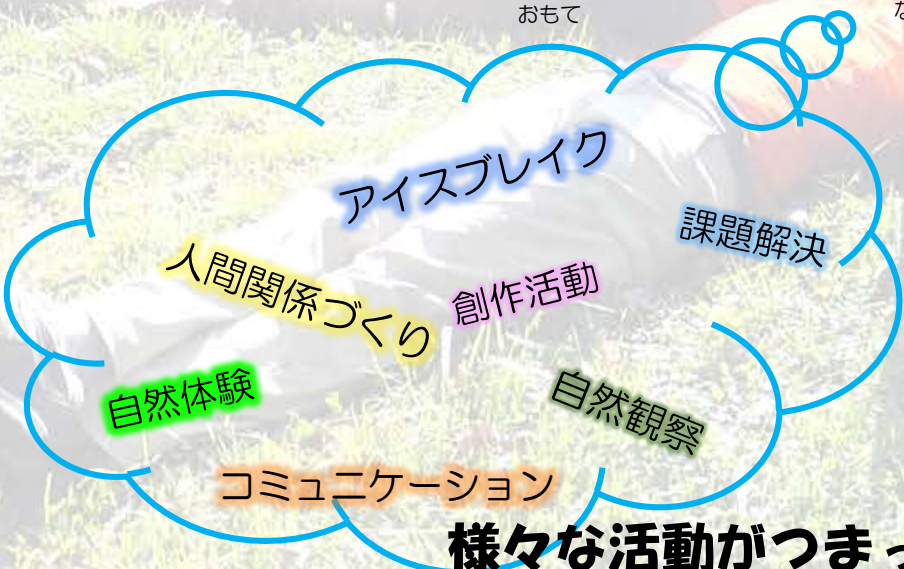 おもて
アイスブレイク
課題解決
人間関係づくり
創作活動
自然体験
自然観察
コミュニケーション
様々な活動がつまっ